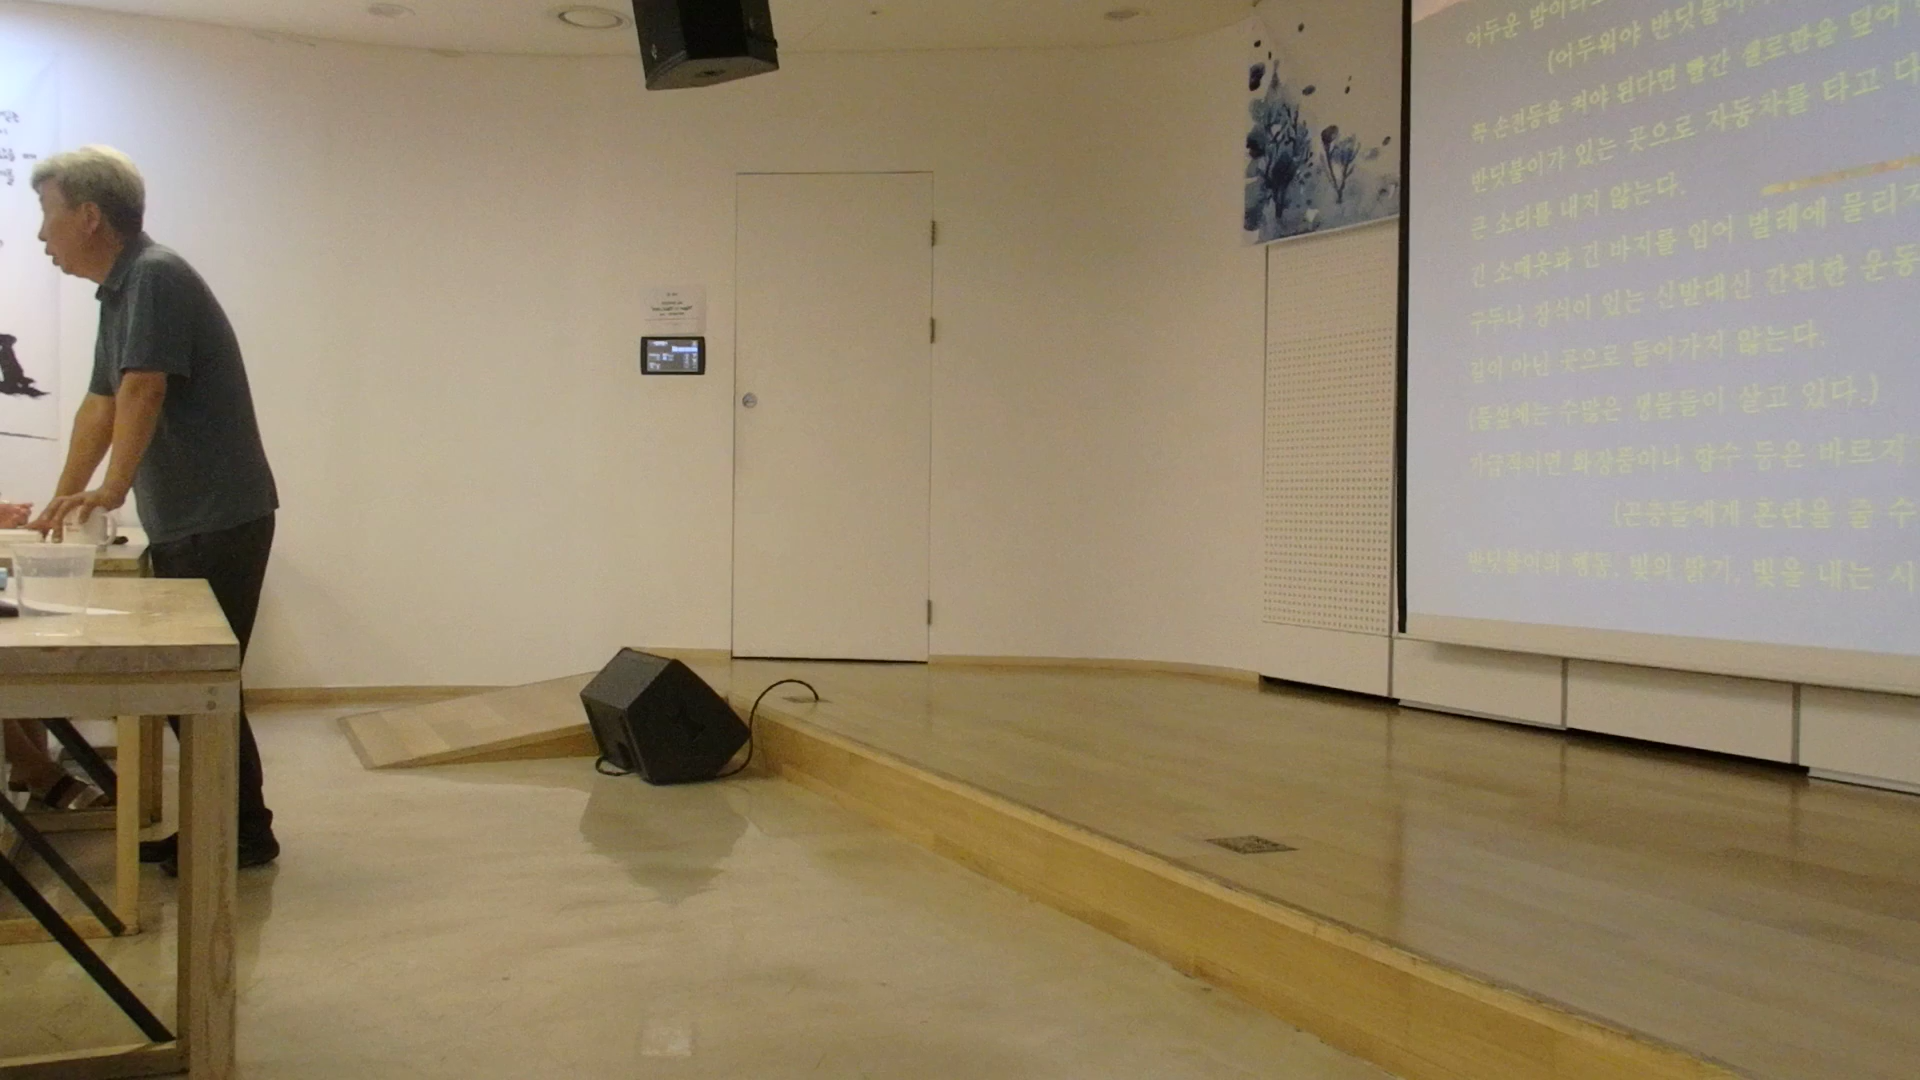 어두운 밤이라도
(어두워야 반딧불이
꼭 손전등을 켜야 된다면 빨간 셀로판을 덮어
반딧불이가 있는 곳으로 자동차를 타고 다
큰 소리를 내지 않는다.
긴 소매옷과 긴 바지를 입어 벌레에 물리지
구두나 장식이 있는 신발대신 간편한 운동
길이 아닌 곳으로 들어가지 않는다.
(풀섶에는 수많은 생물들이 살고 있다.)
가급적이면 화장품이나 향수 등은 바르지
(곤충들에게 혼란을 줄 수
반딧불이의 행동, 빛의 밝기, 빛을 내는 시